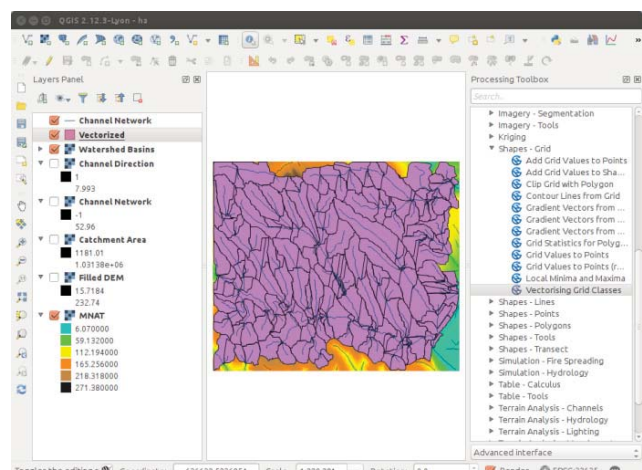 QGIS 2.12.3-Lyon - ha
Layers Panel
Channel Network
Vectorized
Watershed Basins
Channel Direction
1
7.993
Channel Network
-1
52.96
Catchment Area
1181.01
1.03138e+06
Filled DEM
15.7184
232.74
MNAT
6.070000
59.132000
112.194000
165.256000
218.318000
271.380000
Processing Toolbox
Search...
Imagery - Segmentation
Imagery - Tools
Kriging
Shapes - Grid
Add Grid Values to Points
Add Grid Values to Sha...
Clip Grid with Polygon
Contour Lines from Grid
Gradient Vectors from ...
Gradient Vectors from ...
Gradient Vectors from ...
Grid Statistics for Polyg...
Grid Values to Points
Grid Values to Points (r...
Local Minima and Maxima
Vectorising Grid Classes
Shapes - Lines
Shapes - Points
Shapes - Polygons
Shapes - Tools
Shapes - Transect
Simulation - Fire Spreading
Simulation - Hydrology
Table - Calculus
Table - Tools
Terrain Analysis - Channels
Terrain Analysis - Hydrology
Terrain Analysis - Lighting
Advanced interface